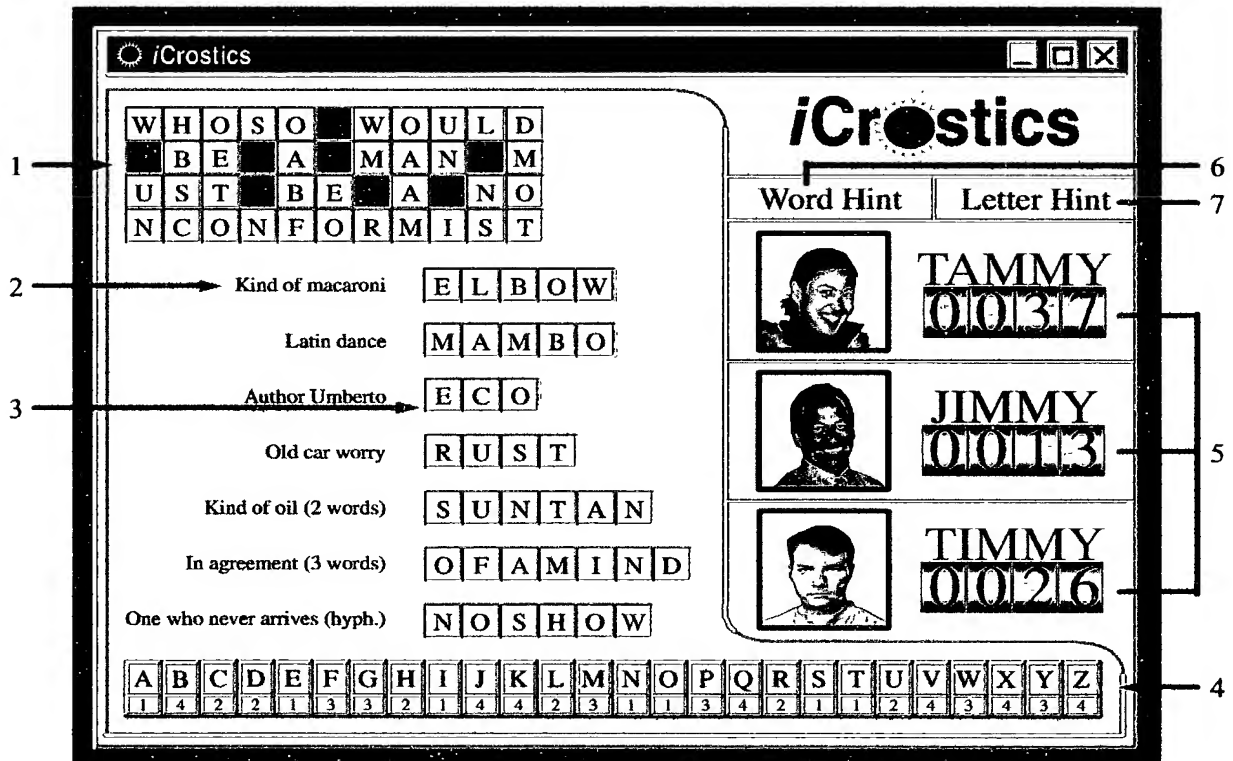 iCrostics
W H O S O W O U L D
B E A M A N M
U S T B E A N O
N C O N F O R M I S T
1
2
3
Kind of macaroni E L B O W
Latin dance M A M B O
Author Umberto E C O
Old car worry R U S T
Kind of oil (2 words) S U N T A N
In agreement (3 words) O F A M I N D
One who never arrives (hyph.) N O S H O W
iCrostics
Word Hint Letter Hint
6
7
TAMMY
0037
JIMMY
0013
5
TIMMY
0026
A B C D E F G H I J K L M N O P Q R S T U V W X Y Z
1 4 2 2 1 3 3 2 1 4 4 2 3 1 1 3 4 2 1 1 2 4 3 4 3 4
4